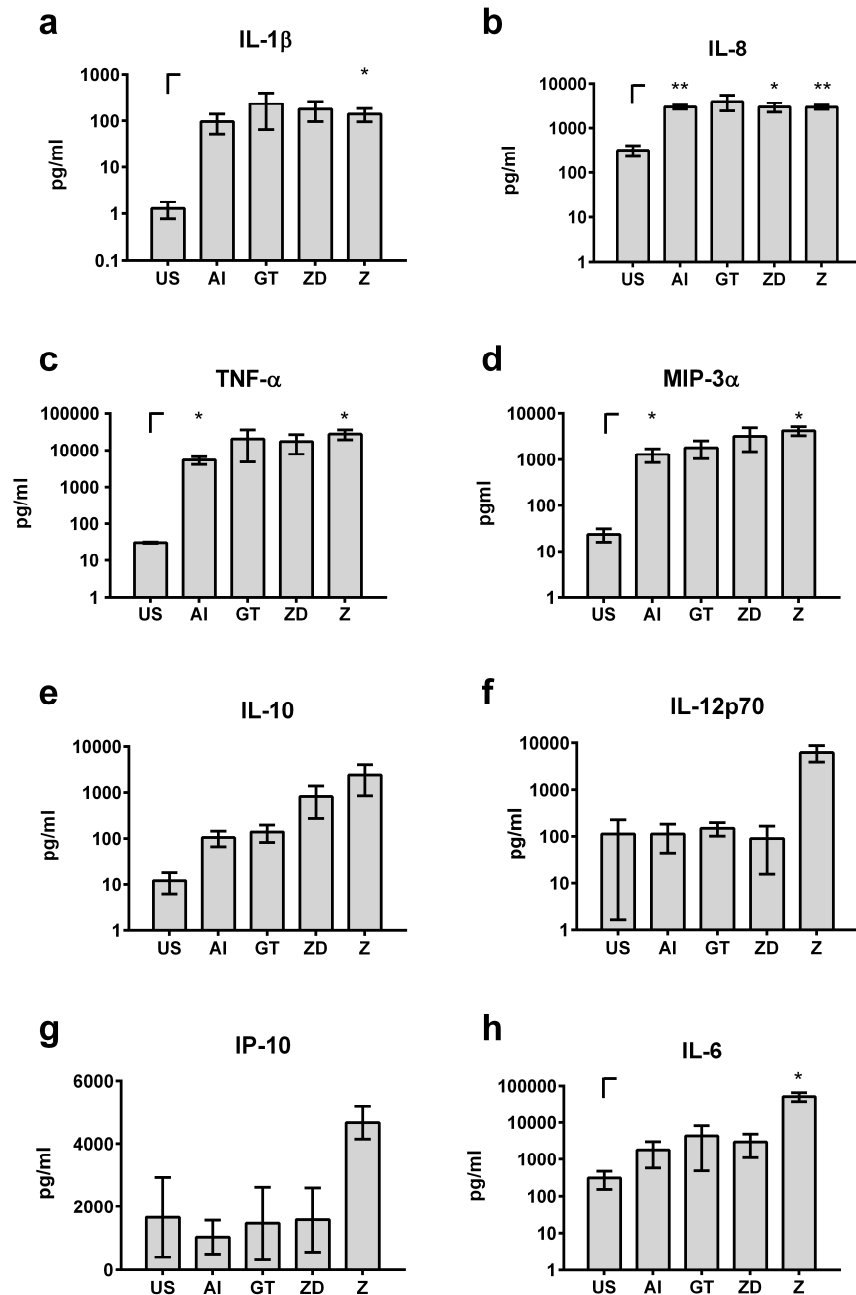 a
IL-1β
1000
100
10
1
0.1
pg/ml
*
US AI GT ZD Z
b
IL-8
10000
1000
100
10
1
pg/ml
** * **
US AI GT ZD Z
c
TNF-α
100000
10000
1000
100
10
1
pg/ml
* *
US AI GT ZD Z
d
MIP-3α
10000
1000
100
10
1
pgml
* *
US AI GT ZD Z
e
IL-10
10000
1000
100
10
1
pg/ml
US AI GT ZD Z
f
IL-12p70
10000
1000
100
10
1
pg/ml
US AI GT ZD Z
g
IP-10
6000
4000
2000
0
pg/ml
US AI GT ZD Z
h
IL-6
100000
10000
1000
100
10
1
pg/ml
*
US AI GT ZD Z